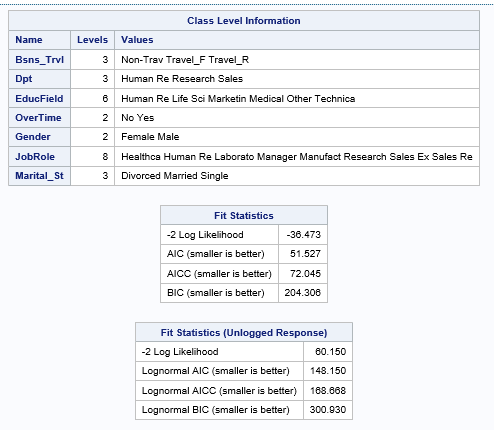 Class Level Information
Name Levels Values
Bsns_Trvl 3 Non-Trav Travel_F Travel_R
Dpt 3 Human Re Research Sales
EducField 6 Human Re Life Sci Marketin Medical Other Technica
OverTime 2 No Yes
Gender 2 Female Male
JobRole 8 Healthca Human Re Laborato Manager Manufact Research Sales Ex Sales Re
Marital_St 3 Divorced Married Single
Fit Statistics
-2 Log Likelihood -36.473
AIC (smaller is better) 51.527
AICC (smaller is better) 72.045
BIC (smaller is better) 204.306
Fit Statistics (Unlogged Response)
-2 Log Likelihood 60.150
Lognormal AIC (smaller is better) 148.150
Lognormal AICC (smaller is better) 168.668
Lognormal BIC (smaller is better) 300.930